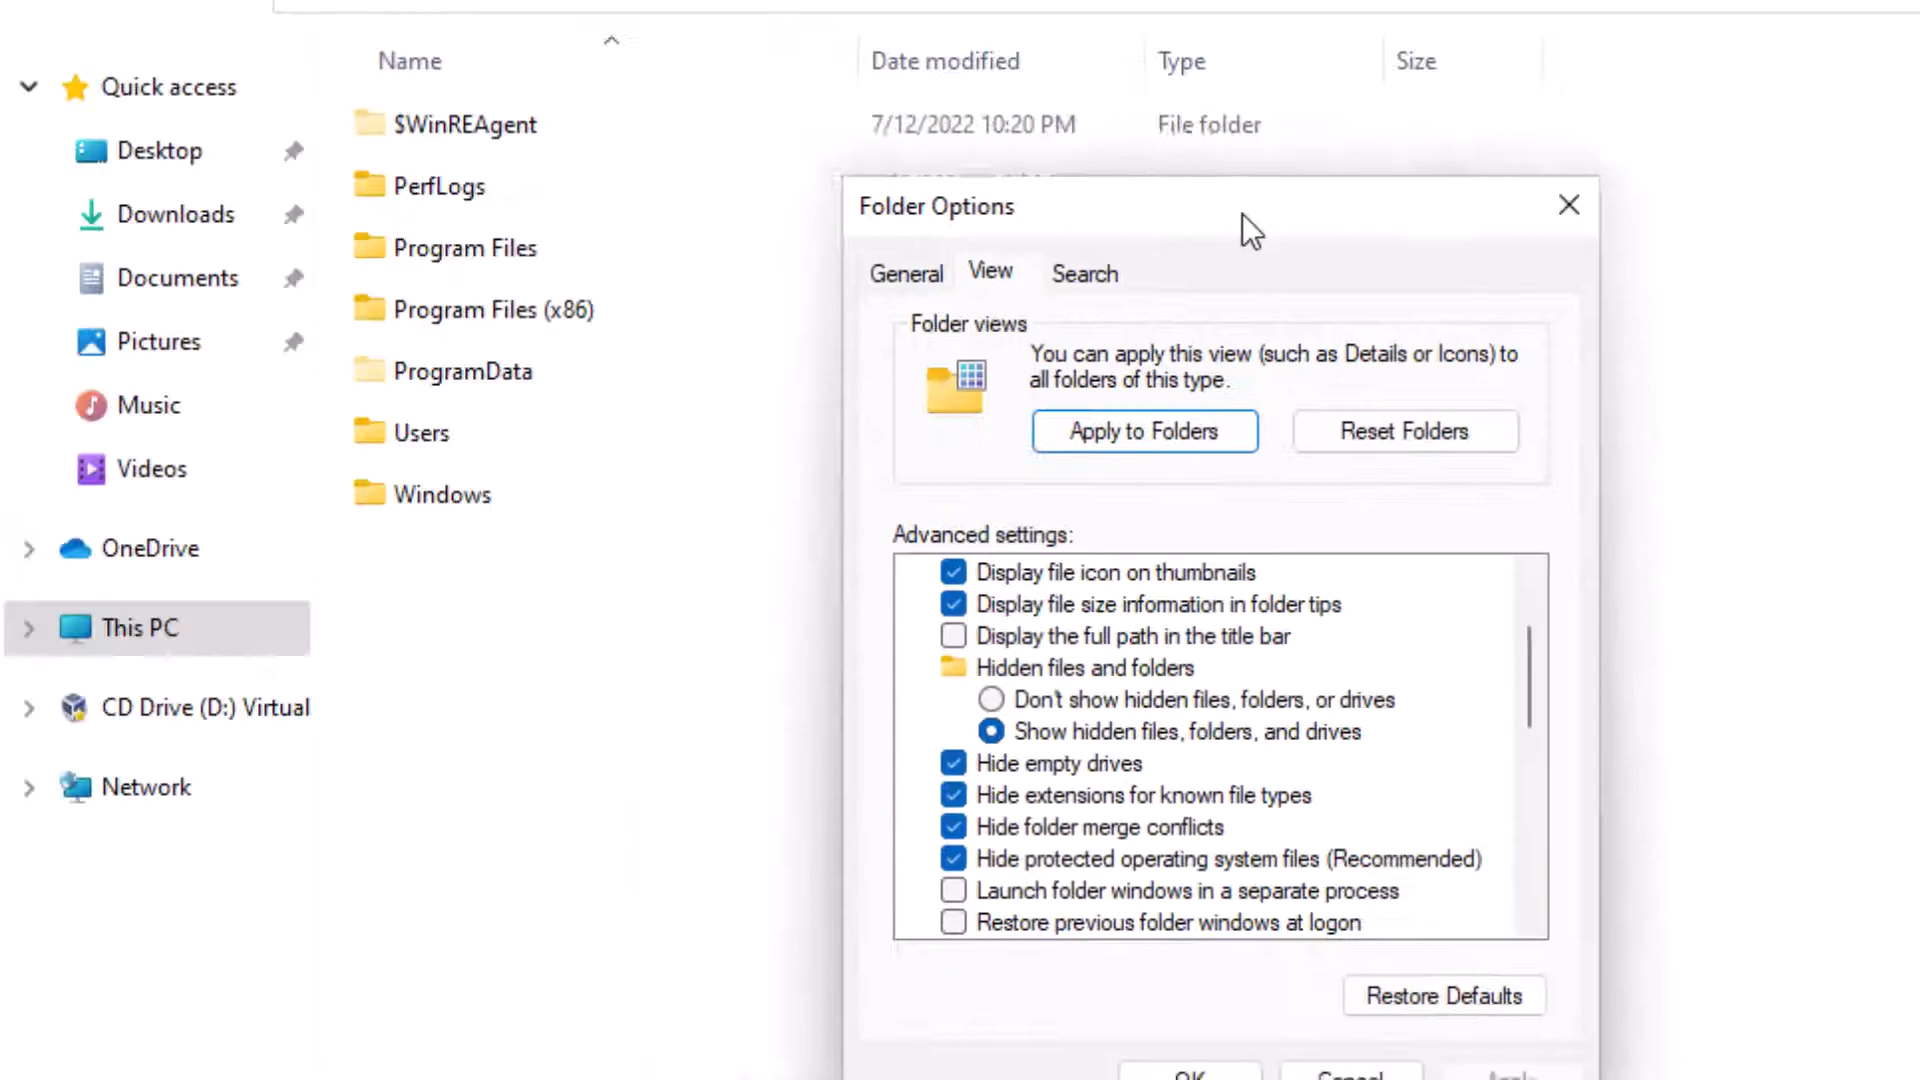 Name
Date modified
Type
Size
Quick access
Desktop
Downloads
Documents
Pictures
Music
Videos
OneDrive
This PC
CD Drive (D:) Virtual
Network
$WinREAgent
7/12/2022 10:20 PM
File folder
PerfLogs
Program Files
Program Files (x86)
ProgramData
Users
Windows
Folder Options
General
View
Search
Folder views
You can apply this view (such as Details or Icons) to
all folders of this type.
Apply to Folders
Reset Folders
Advanced settings:
Display file icon on thumbnails
Display file size information in folder tips
Display the full path in the title bar
Hidden files and folders
Don't show hidden files, folders, or drives
Show hidden files, folders, and drives
Hide empty drives
Hide extensions for known file types
Hide folder merge conflicts
Hide protected operating system files (Recommended)
Launch folder windows in a separate process
Restore previous folder windows at logon
Restore Defaults
OK
Cancel
Apply